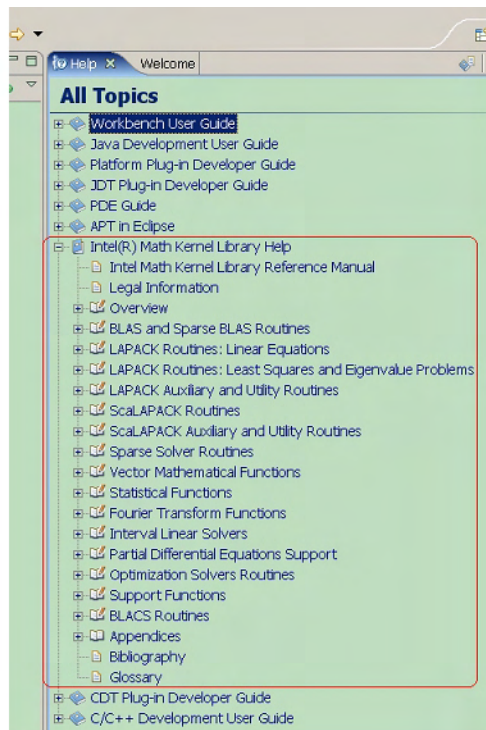 Help
Welcome
All Topics
Workbench User Guide
Java Development User Guide
Platform Plug-in Developer Guide
JDT Plug-in Developer Guide
PDE Guide
APT in Eclipse
Intel(R) Math Kernel Library Help
Intel Math Kernel Library Reference Manual
Legal Information
Overview
BLAS and Sparse BLAS Routines
LAPACK Routines: Linear Equations
LAPACK Routines: Least Squares and Eigenvalue Problems
LAPACK Auxiliary and Utility Routines
ScaLAPACK Routines
ScaLAPACK Auxiliary and Utility Routines
Sparse Solver Routines
Vector Mathematical Functions
Statistical Functions
Fourier Transform Functions
Interval Linear Solvers
Partial Differential Equations Support
Optimization Solvers Routines
Support Functions
BLACS Routines
Appendices
Bibliography
Glossary
CDT Plug-in Developer Guide
C/C++ Development User Guide